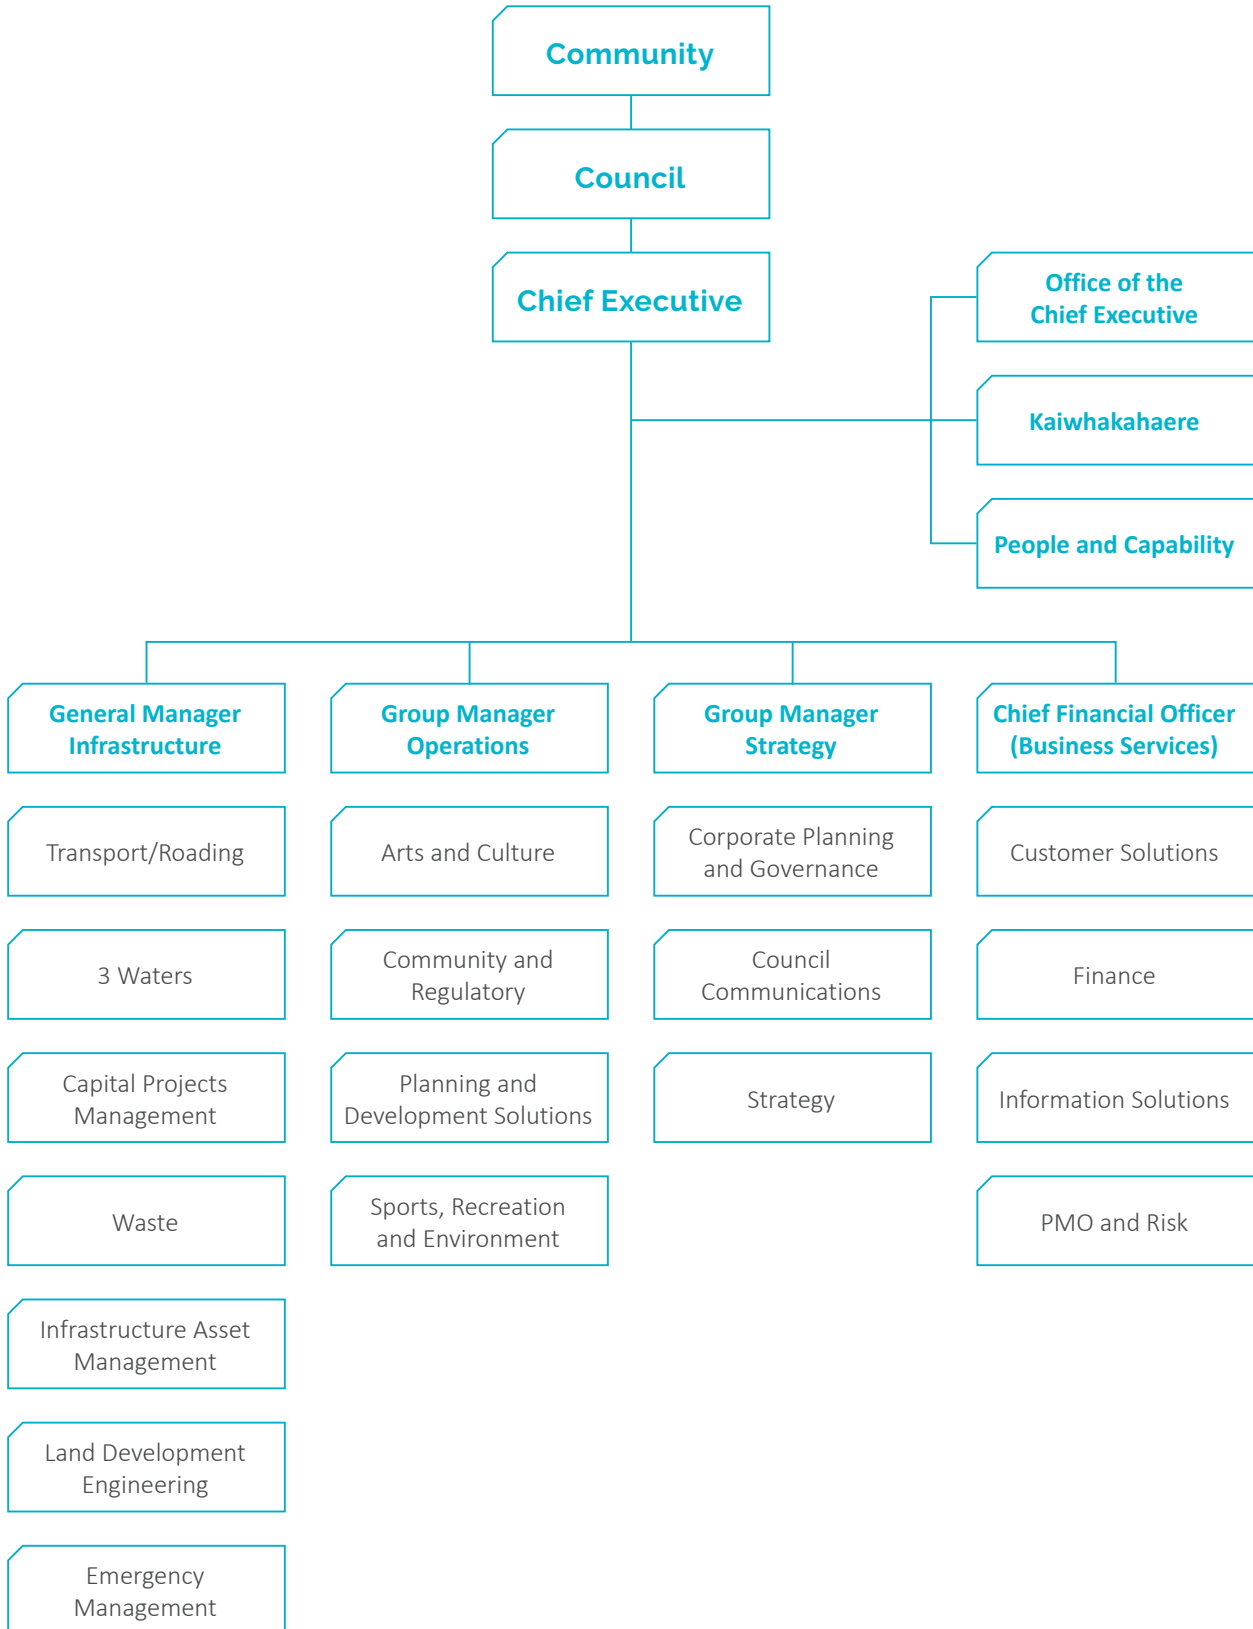 Community
Council
Chief Executive
Office of the
Chief Executive
Kaiwhakahaere
People and Capability
General Manager
Infrastructure
Transport/Roading
3 Waters
Capital Projects
Management
Waste
Infrastructure Asset
Management
Land Development
Engineering
Emergency
Management
Group Manager
Operations
Arts and Culture
Community and
Regulatory
Planning and
Development Solutions
Sports, Recreation
and Environment
Group Manager
Strategy
Corporate Planning
and Governance
Council
Communications
Strategy
Chief Financial Officer
(Business Services)
Customer Solutions
Finance
Information Solutions
PMO and Risk